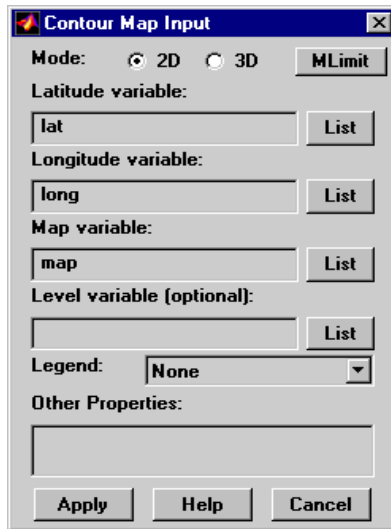 Contour Map Input
Mode: 2D 3D MLimit
Latitude variable:
lat List
Longitude variable:
long List
Map variable:
map List
Level variable (optional):
List
Legend: None
Other Properties:
Apply Help Cancel